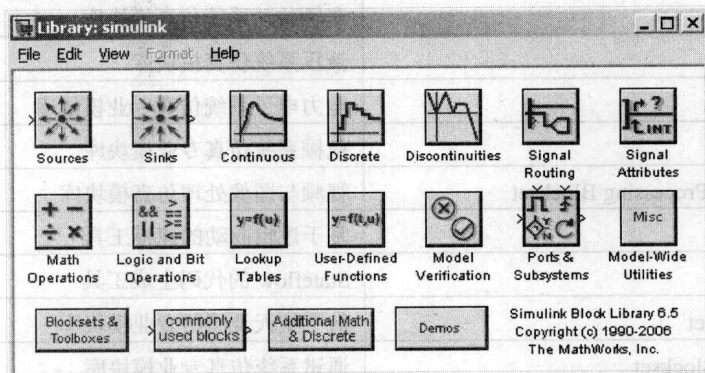 Library: simulink
File Edit View Format Help
Sources Sinks Continuous Discrete Discontinuities Signal Routing Signal Attributes
? INT
+ − ÷ × && || >= > == <= y=f(u) y=f(t,u) Y N Misc
Math Operations Logic and Bit Operations Lookup Tables User-Defined Functions Model Verification Ports & Subsystems Model-Wide Utilities
Blocksets & Toolboxes commonly used blocks Additional Math & Discrete Demos
Simulink Block Library 6.5
Copyright (c) 1990-2006
The MathWorks, Inc.